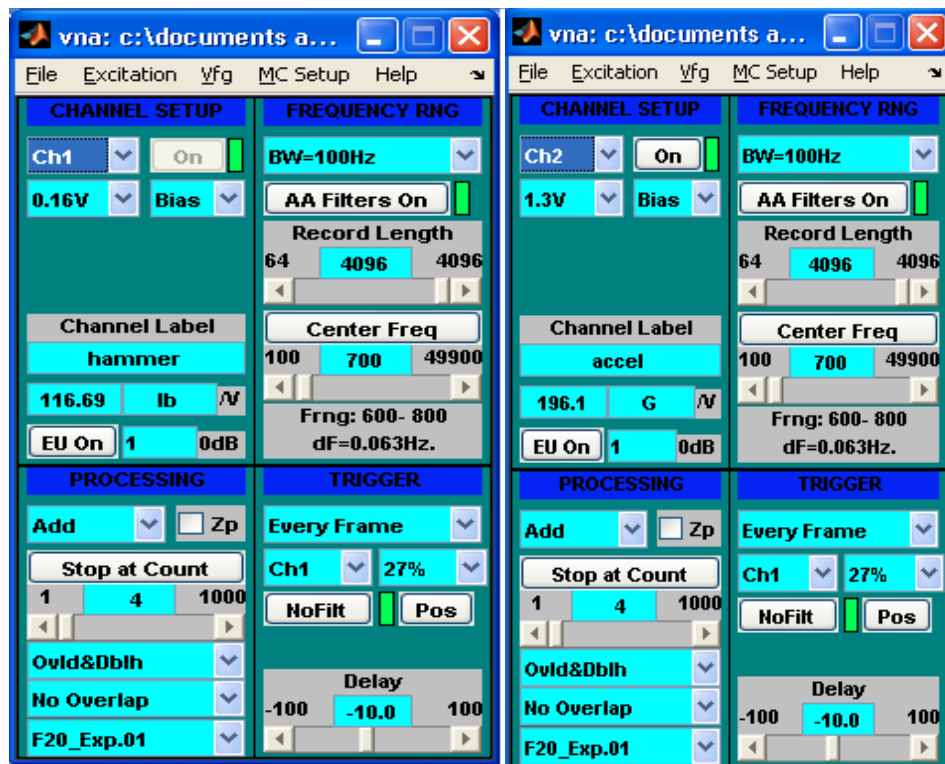 vna: c:\documents a...
File Excitation Vfg MC Setup Help
CHANNEL SETUP
Ch1 On
0.16V Bias
Channel Label
hammer
116.69 lb /V
EU On 1 0dB
FREQUENCY RNG
BW=100Hz
AA Filters On
Record Length
64 4096 4096
Center Freq
100 700 49900
Frng: 600- 800
dF=0.063Hz.
PROCESSING
Add Zp
Stop at Count
1 4 1000
Ovld&Dblh
No Overlap
F20_Exp.01
TRIGGER
Every Frame
Ch1 27%
NoFilt Pos
Delay
-100 -10.0 100
vna: c:\documents a...
File Excitation Vfg MC Setup Help
CHANNEL SETUP
Ch2 On
1.3V Bias
Channel Label
accel
196.1 G /V
EU On 1 0dB
FREQUENCY RNG
BW=100Hz
AA Filters On
Record Length
64 4096 4096
Center Freq
100 700 49900
Frng: 600- 800
dF=0.063Hz.
PROCESSING
Add Zp
Stop at Count
1 4 1000
Ovld&Dblh
No Overlap
F20_Exp.01
TRIGGER
Every Frame
Ch1 27%
NoFilt Pos
Delay
-100 -10.0 100